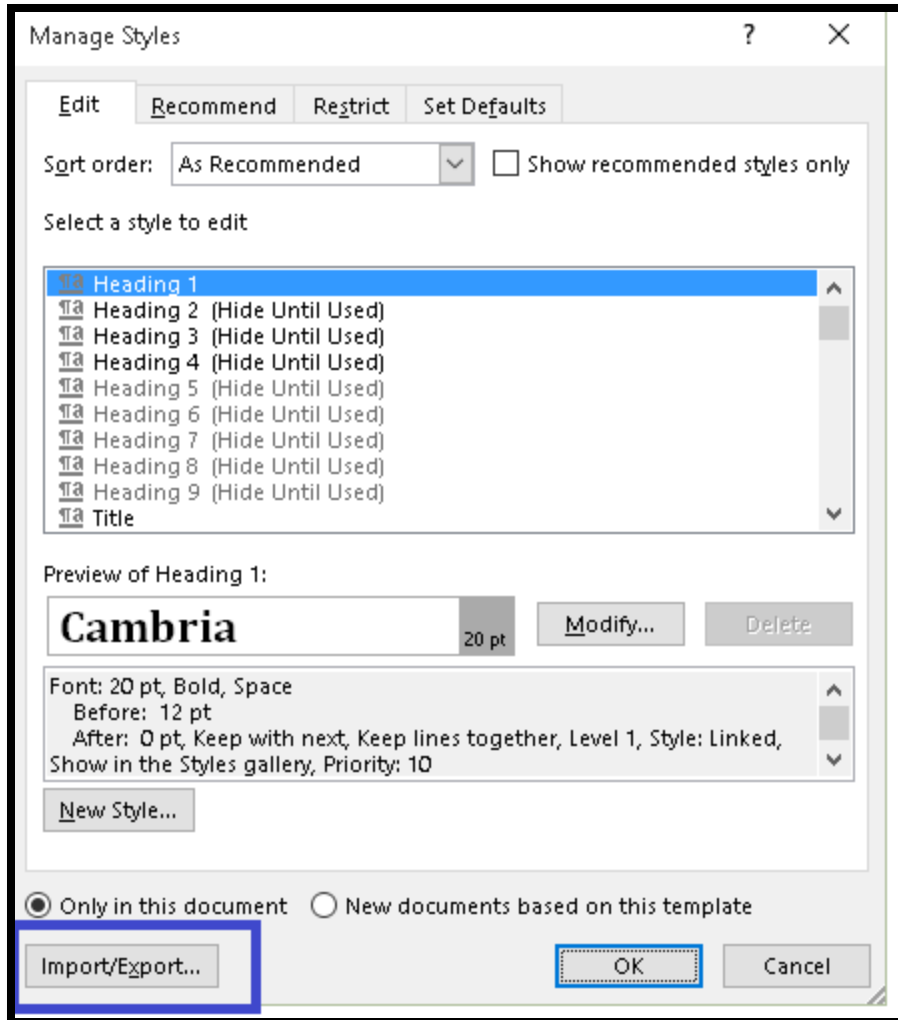 Manage Styles ?
Edit Recommend Restrict Set Defaults
Sort order: As Recommended Show recommended styles only
Select a style to edit
¶a Heading 1
¶a Heading 2 (Hide Until Used)
¶a Heading 3 (Hide Until Used)
¶a Heading 4 (Hide Until Used)
¶a Heading 5 (Hide Until Used)
¶a Heading 6 (Hide Until Used)
¶a Heading 7 (Hide Until Used)
¶a Heading 8 (Hide Until Used)
¶a Heading 9 (Hide Until Used)
¶a Title
Preview of Heading 1:
Cambria 20 pt Modify... Delete
Font: 20 pt, Bold, Space
Before: 12 pt
After: 0 pt, Keep with next, Keep lines together, Level 1, Style: Linked,
Show in the Styles gallery, Priority: 10
New Style...
Only in this document New documents based on this template
Import/Export... OK Cancel